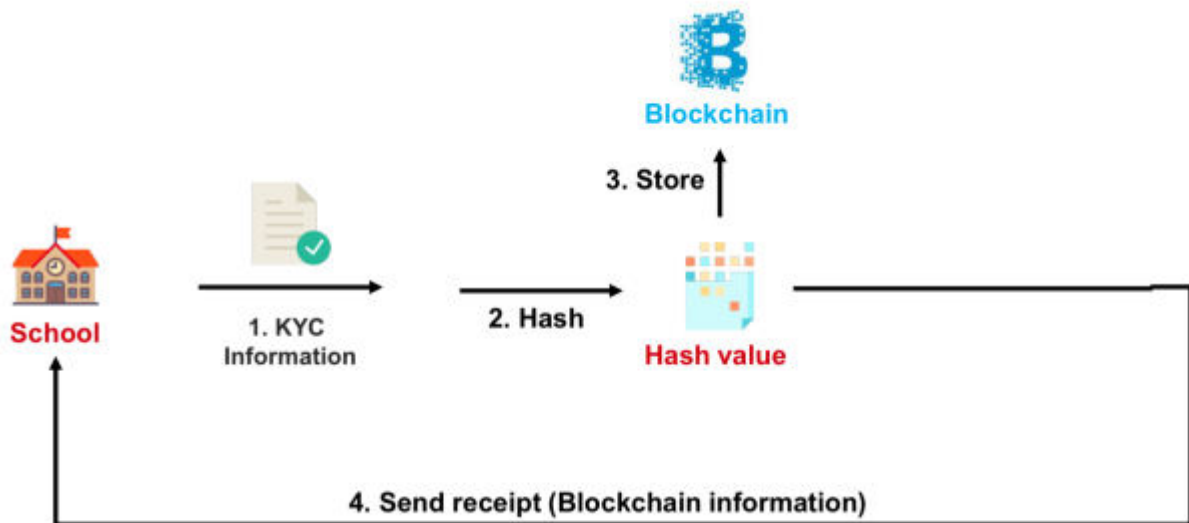 Blockchain
3. Store
School
1. KYC
Information
2. Hash
Hash value
4. Send receipt (Blockchain information)